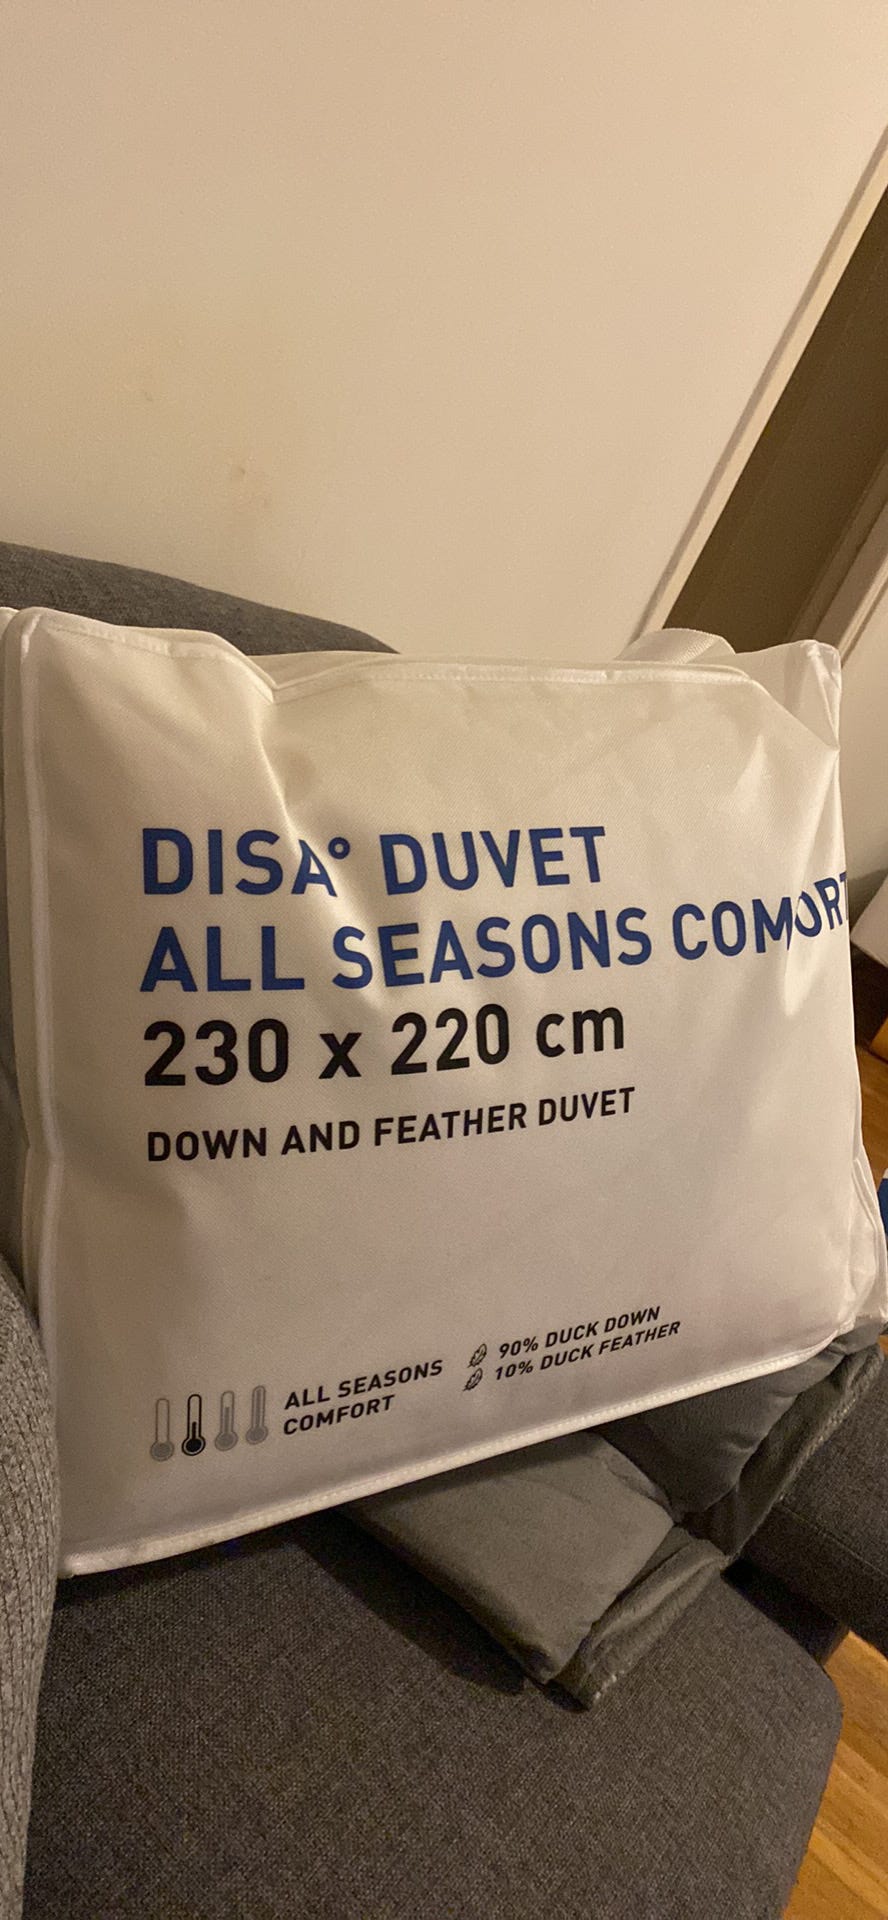 DISA° DUVET
ALL SEASONS COMFORT
230 x 220 cm
DOWN AND FEATHER DUVET
ALL SEASONS
COMFORT
90% DUCK DOWN
10% DUCK FEATHER